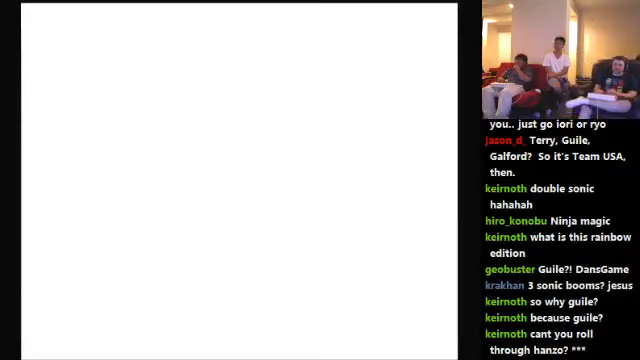 you.. just go iori or ryo
jason_d_ Terry, Guile,
Galford? So it's Team USA,
then.
keirnoth double sonic
hahahah
hiro_konobu Ninja magic
keirnoth what is this rainbow
edition
geobuster Guile?! DansGame
krakhan 3 sonic booms? jesus
keirnoth so why guile?
keirnoth because guile?
keirnoth cant you roll
through hanzo? ***